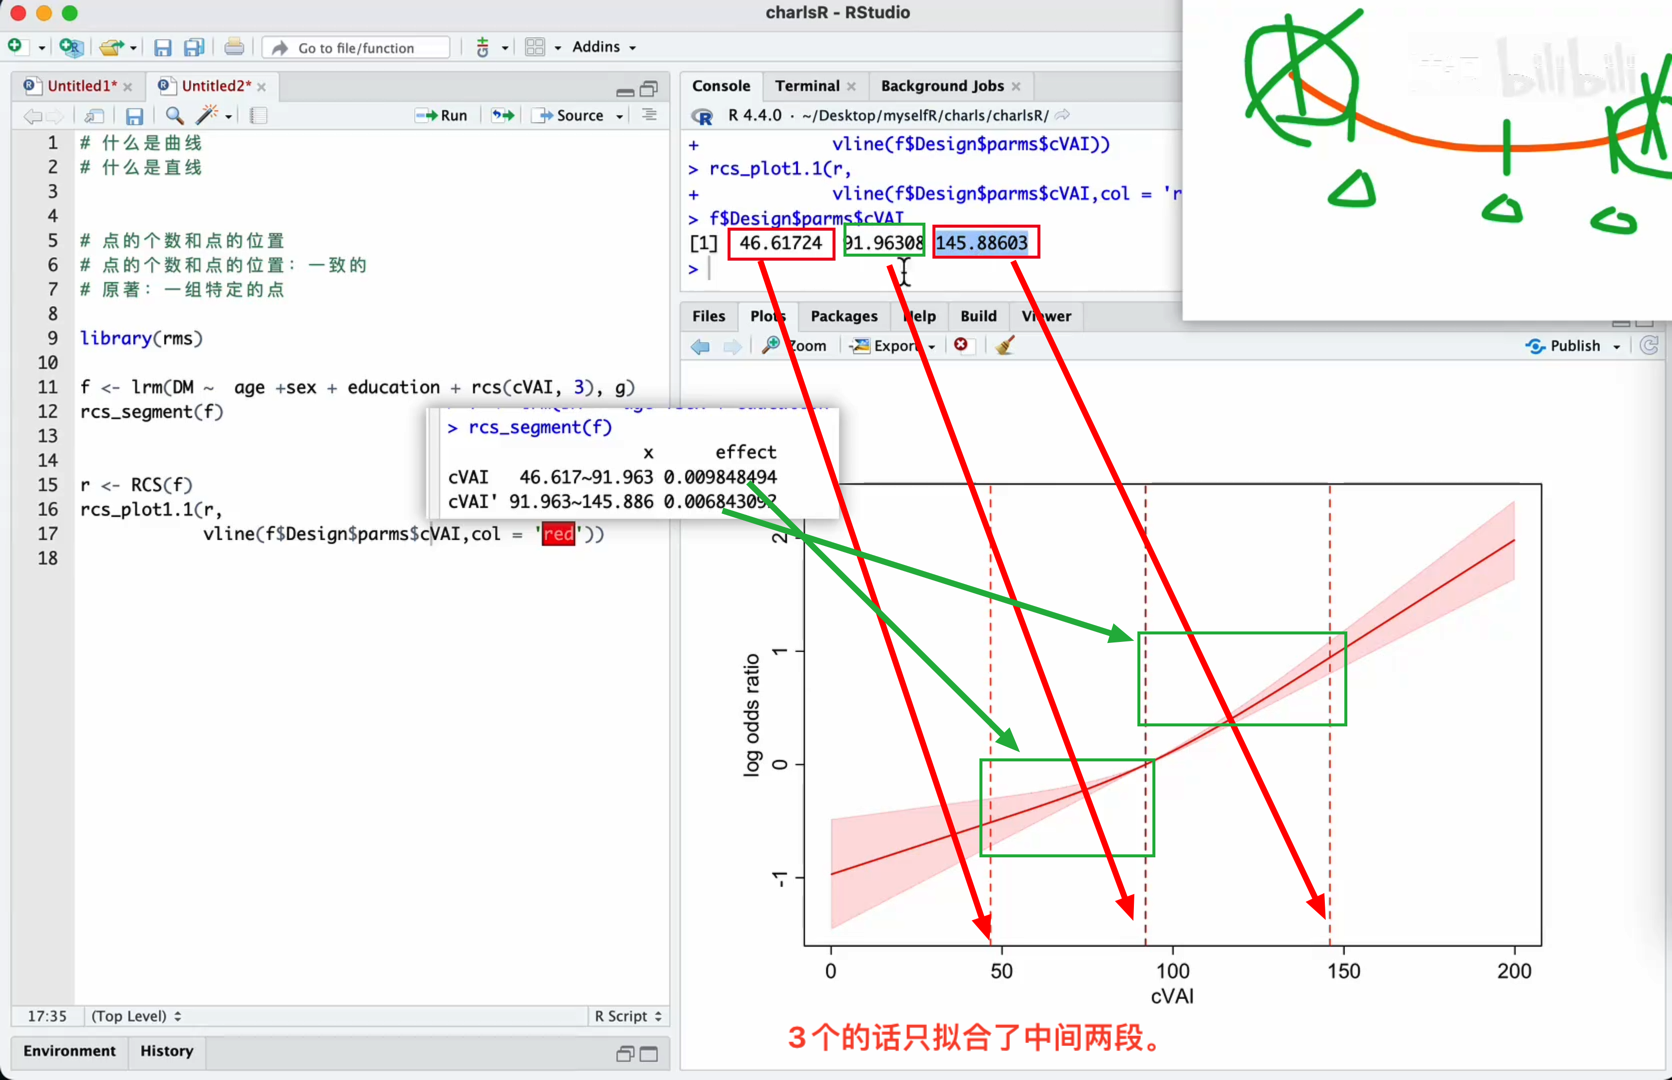 charlsR - RStudio
Go to file/function
Addins
Untitled1*
Untitled2*
Run
Source
1 # 什么是曲线
2 # 什么是直线
3
4
5 # 点的个数和点的位置
6 # 点的个数和点的位置：一致的
7 # 原著：一组特定的点
8
9 library(rms)
10
11 f <- lrm(DM ~  age +sex + education + rcs(cVAI, 3), g)
12 rcs_segment(f)
13
14
15 r <- RCS(f)
16 rcs_plot1.1(r,
17 vline(f$Design$parms$cVAI,col = 'red'))
18
> rcs_segment(f)
x effect
cVAI 46.617~91.963 0.009848494
cVAI' 91.963~145.886 0.006843093
17:35
(Top Level)
R Script
Environment
History
Console
Terminal
Background Jobs
R 4.4.0 · ~/Desktop/myselfR/charls/charlsR/
+ vline(f$Design$parms$cVAI))
> rcs_plot1.1(r,
+ vline(f$Design$parms$cVAI,col = 'r
> f$Design$parms$cVAI
[1] 46.61724 91.96308 145.88603
>
bilibili
Files
Plots
Packages
Help
Build
Viewer
Zoom
Export
Publish
log odds ratio
2
1
0
-1
0
50
100
150
200
cVAI
3个的话只拟合了中间两段。